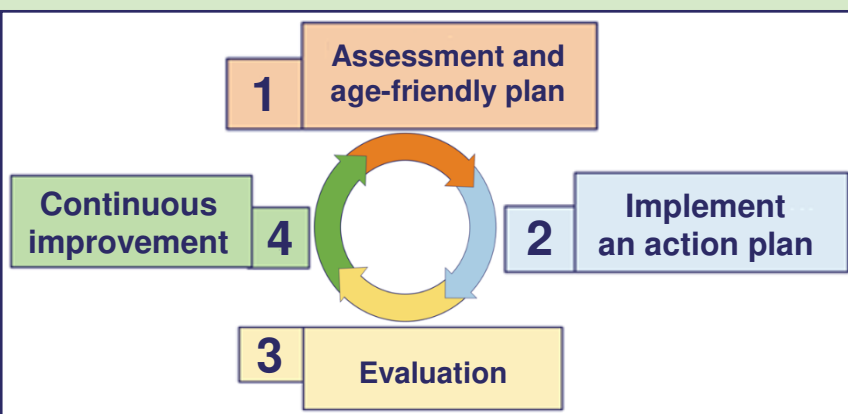 1
Assessment and
age-friendly plan
2
Implement
an action plan
3
Evaluation
4
Continuous
improvement